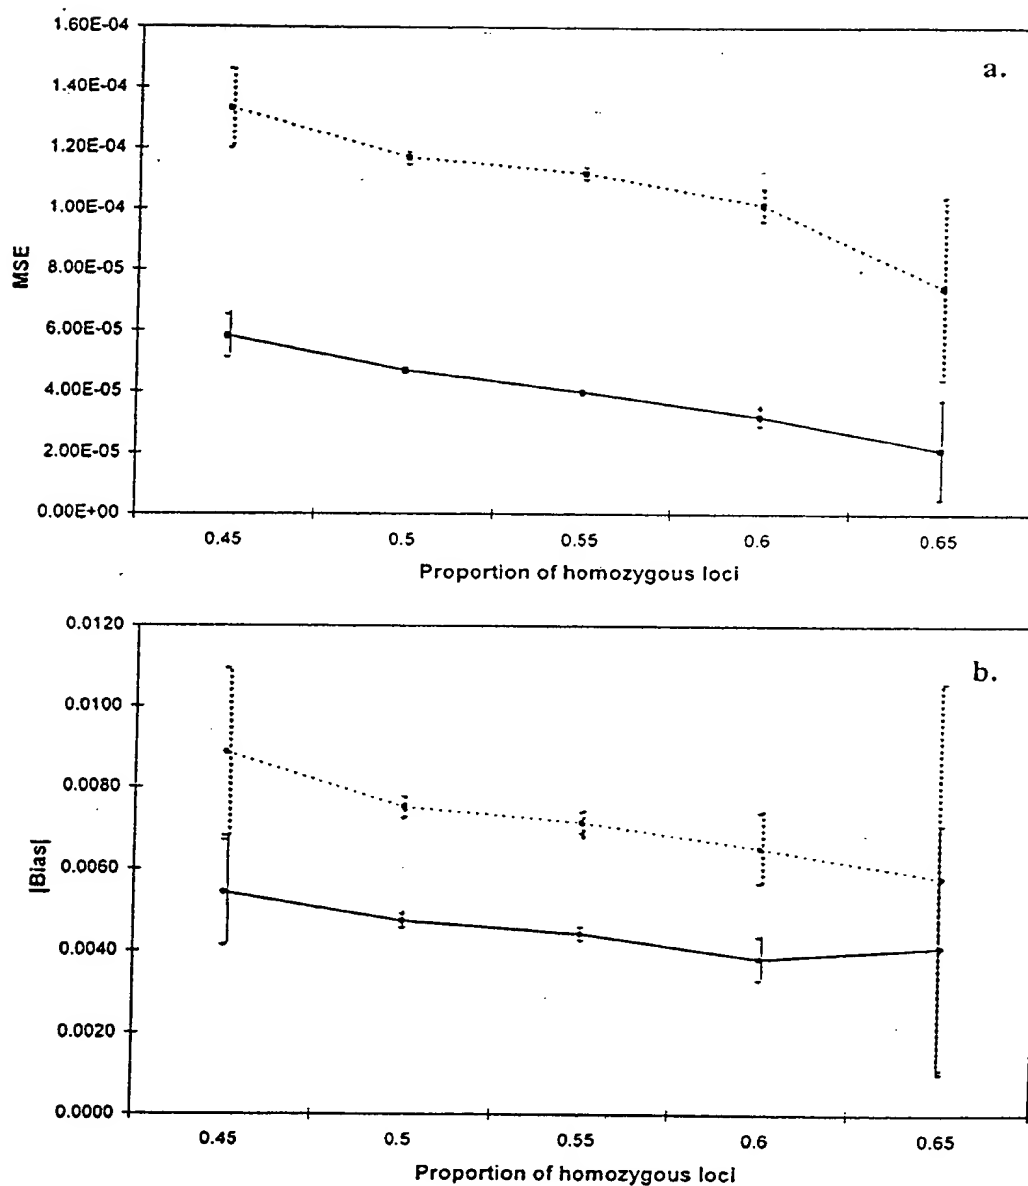 1.60E-04
a.
1.40E-04
1.20E-04
1.00E-04
8.00E-05
MSE
6.00E-05
4.00E-05
2.00E-05
0.00E+00
0.45 0.5 0.55 0.6 0.65
Proportion of homozygous loci
0.0120
b.
0.0100
0.0080
0.0060
|Bias|
0.0040
0.0020
0.0000
0.45 0.5 0.55 0.6 0.65
Proportion of homozygous loci